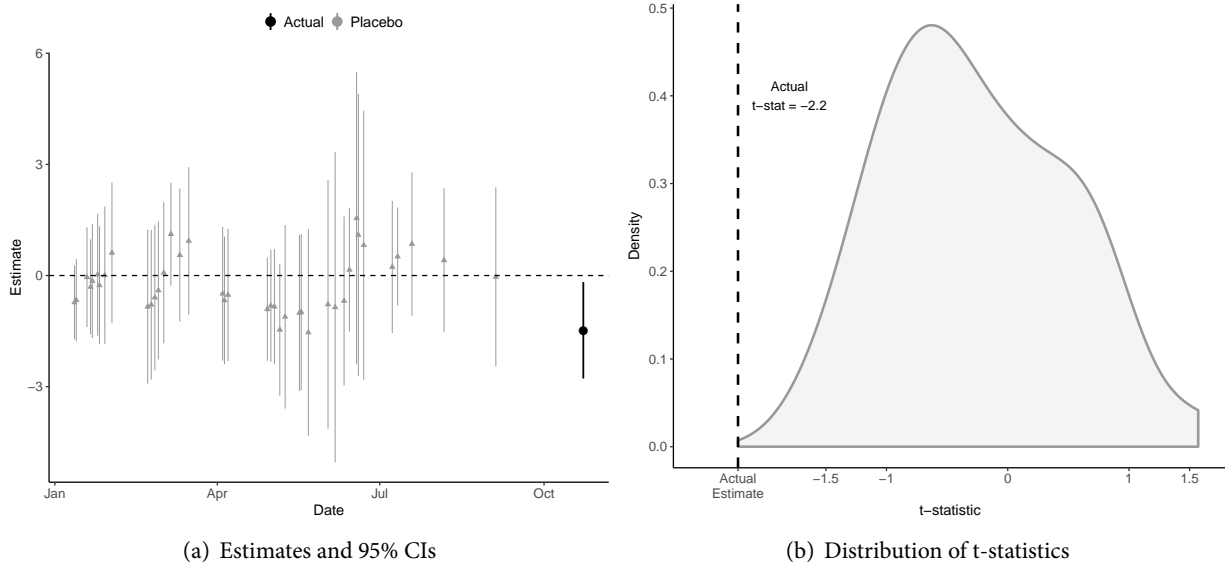 Actual Placebo
6
3
0
−3
Estimate
Jan Apr Jul Oct
Date
(a) Estimates and 95% CIs
0.5
0.4
0.3
0.2
0.1
0.0
Density
Actual
t−stat = −2.2
Actual
Estimate
−1.5 −1 0 1 1.5
t−statistic
(b) Distribution of t-statistics